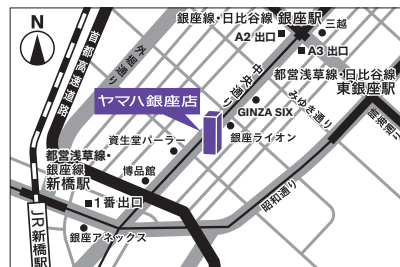 N
銀座線・日比谷線 銀座駅
三越
A2 出口
A3 出口
首都高速道路
外堀通り
中央通り
都営浅草線・日比谷線
東銀座駅
ヤマハ銀座店
みゆき通り
GINZA SIX
銀座ライオン
資生堂パーラー
都営浅草線・
銀座線
新橋駅
博品館
1番出口
昭和通り
銀座アネックス
JR新橋駅